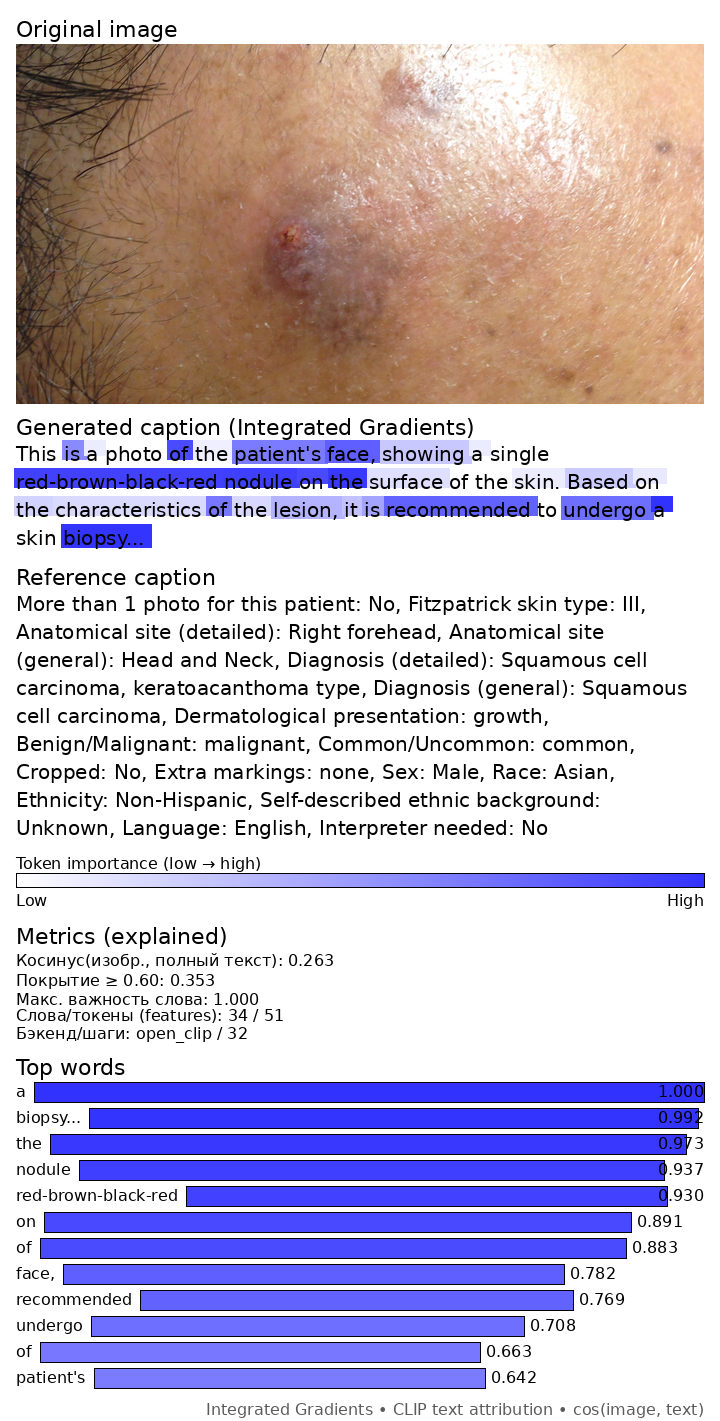 Original image
Generated caption (Integrated Gradients)
This is a photo of the patient's face, showing a single
red-brown-black-red nodule on the surface of the skin. Based on
the characteristics of the lesion, it is recommended to undergo a
skin biopsy...
Reference caption
More than 1 photo for this patient: No, Fitzpatrick skin type: III,
Anatomical site (detailed): Right forehead, Anatomical site
(general): Head and Neck, Diagnosis (detailed): Squamous cell
carcinoma, keratoacanthoma type, Diagnosis (general): Squamous
cell carcinoma, Dermatological presentation: growth,
Benign/Malignant: malignant, Common/Uncommon: common,
Cropped: No, Extra markings: none, Sex: Male, Race: Asian,
Ethnicity: Non-Hispanic, Self-described ethnic background:
Unknown, Language: English, Interpreter needed: No
Token importance (low → high)
Low High
Metrics (explained)
Косинус(изобр., полный текст): 0.263
Покрытие ≥ 0.60: 0.353
Макс. важность слова: 1.000
Слова/токены (features): 34 / 51
Бэкенд/шаги: open_clip / 32
Top words
a 1.000
biopsy... 0.992
the 0.973
nodule 0.937
red-brown-black-red 0.930
on 0.891
of 0.883
face, 0.782
recommended 0.769
undergo 0.708
of 0.663
patient's 0.642
Integrated Gradients • CLIP text attribution • cos(image, text)